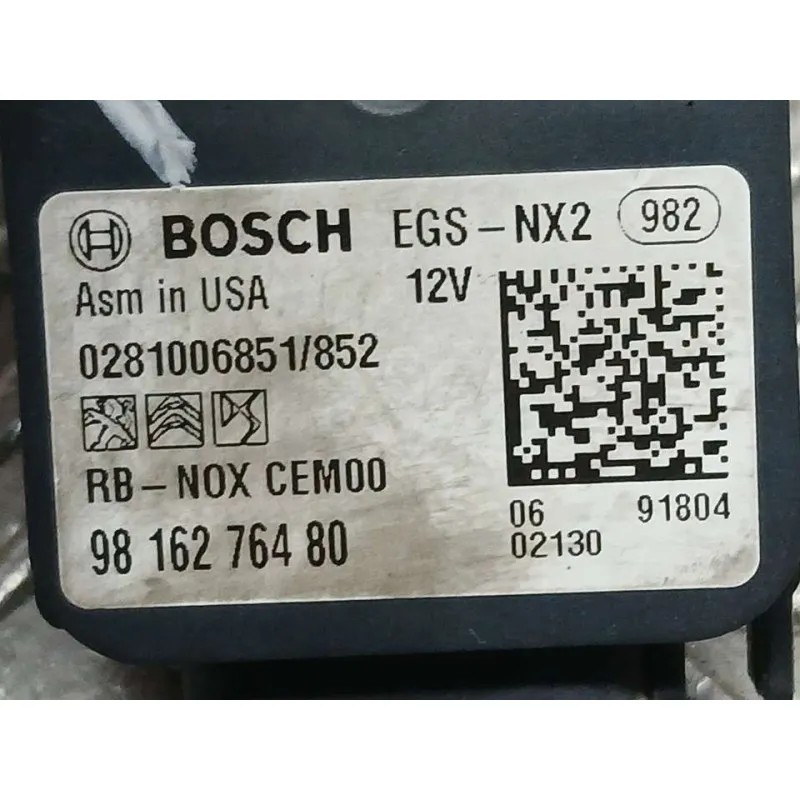 BOSCH EGS-NX2 982
Asm in USA 12V
0281006851/852
RB-NOX CEM00
98 162 764 80
06 91804
02130